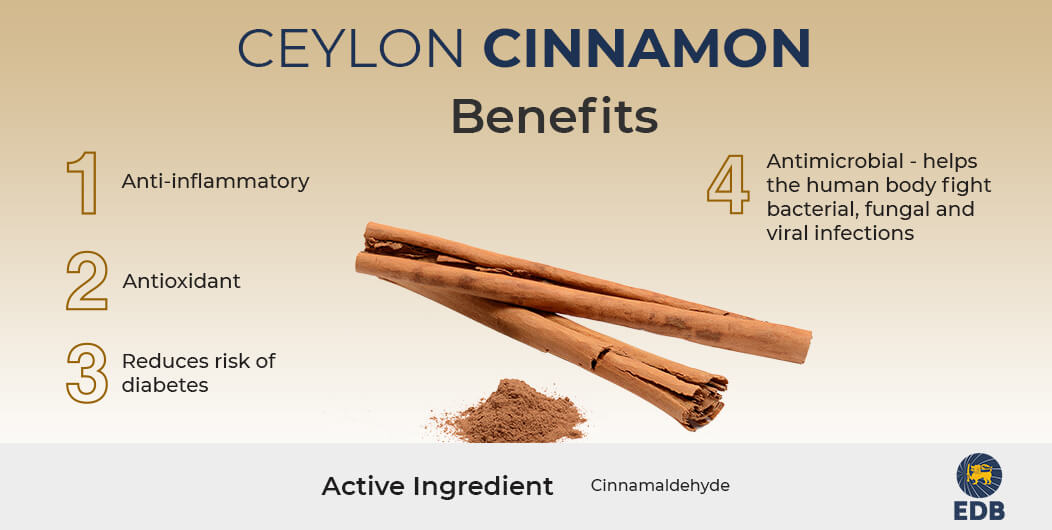 CEYLON CINNAMON
Benefits
1
Anti-inflammatory
2
Antioxidant
3
Reduces risk of
diabetes
4
Antimicrobial - helps
the human body fight
bacterial, fungal and
viral infections
Active Ingredient Cinnamaldehyde
EDB